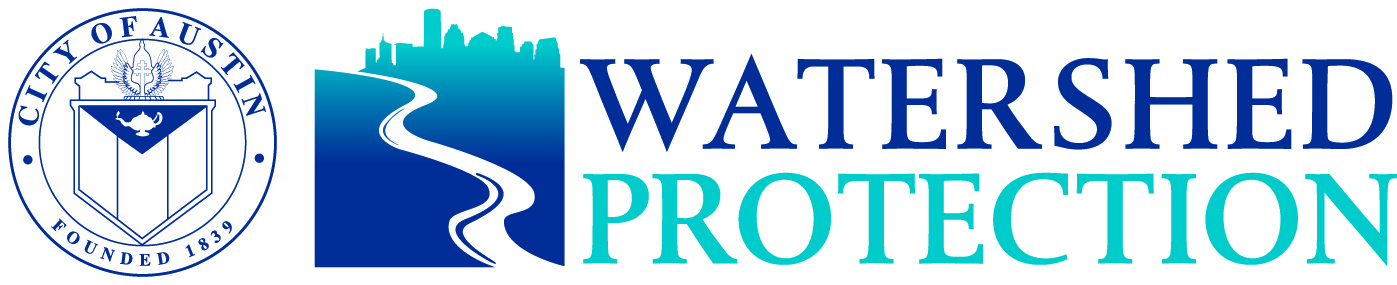 CITY OF AUSTIN
FOUNDED 1839
WATERSHED
PROTECTION